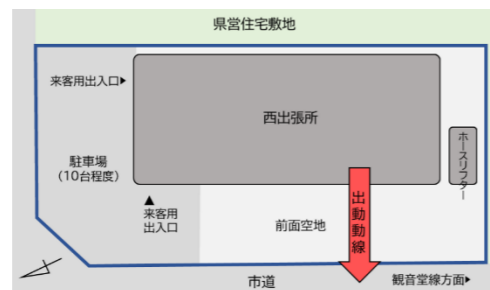 県営住宅敷地
来客用出入口▶
西出張所
ホースリフター
駐車場
(10台程度)
▲
来客用
出入口
前面空地
出動動線
市道
観音堂線方面▶